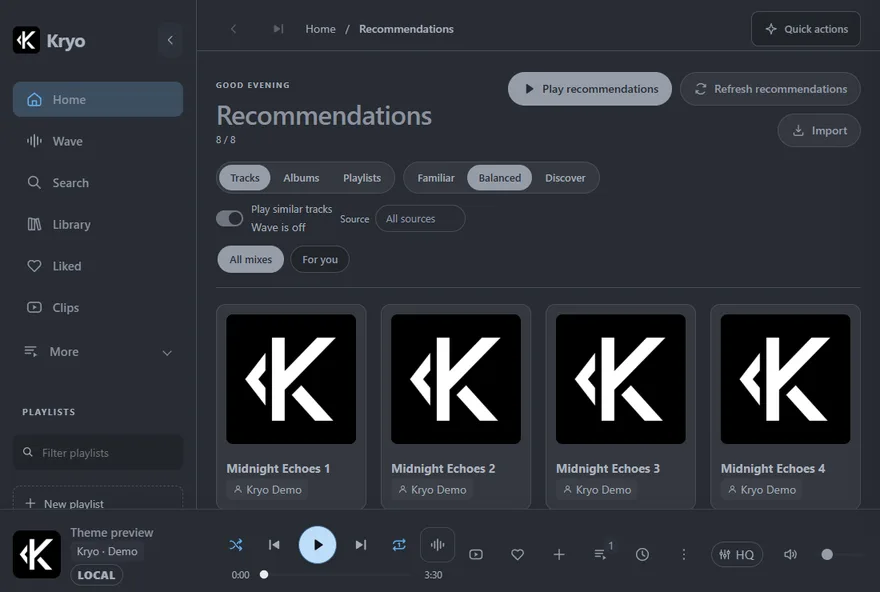 Kryo
Home / Recommendations
Quick actions
Home
Wave
Search
Library
Liked
Clips
More
PLAYLISTS
Filter playlists
New playlist
GOOD EVENING
Recommendations
8 / 8
Play recommendations
Refresh recommendations
Import
Tracks Albums Playlists
Familiar Balanced Discover
Play similar tracks
Wave is off
Source
All sources
All mixes For you
Midnight Echoes 1
Kryo Demo
Midnight Echoes 2
Kryo Demo
Midnight Echoes 3
Kryo Demo
Midnight Echoes 4
Kryo Demo
Theme preview
Kryo · Demo
LOCAL
0:00
3:30
1
HQ